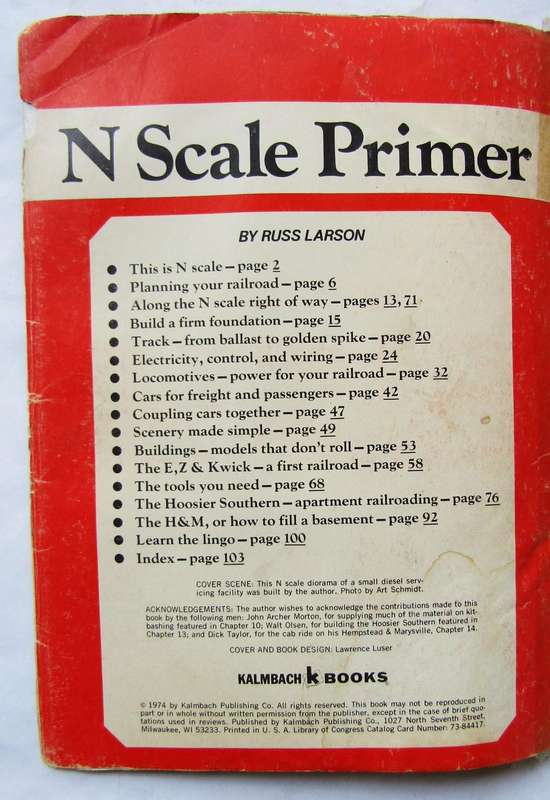 N Scale Primer
BY RUSS LARSON
● This is N scale — page 2
● Planning your railroad — page 6
● Along the N scale right of way — pages 13, 71
● Build a firm foundation — page 15
● Track — from ballast to golden spike — page 20
● Electricity, control, and wiring — page 24
● Locomotives — power for your railroad — page 32
● Cars for freight and passengers — page 42
● Coupling cars together — page 47
● Scenery made simple — page 49
● Buildings — models that don't roll — page 53
● The E,Z & Kwick — a first railroad — page 58
● The tools you need — page 68
● The Hoosier Southern — apartment railroading — page 76
● The H&M, or how to fill a basement — page 92
● Learn the lingo — page 100
● Index — page 103
COVER SCENE: This N scale diorama of a small diesel serv-
icing facility was built by the author. Photo by Art Schmidt.
ACKNOWLEDGEMENTS: The author wishes to acknowledge the contributions made to this
book by the following men: John Archer Morton, for supplying much of the material on kit-
bashing featured in Chapter 10; Walt Olsen, for building the Hoosier Southern featured in
Chapter 13; and Dick Taylor, for the cab ride on his Hempstead & Marysville, Chapter 14.
COVER AND BOOK DESIGN: Lawrence Luser
KALMBACH k BOOKS
© 1974 by Kalmbach Publishing Co. All rights reserved. This book may not be reproduced in
part or in whole without written permission from the publisher, except in the case of brief quo-
tations used in reviews. Published by Kalmbach Publishing Co., 1027 North Seventh Street,
Milwaukee, WI 53233. Printed in U. S. A. Library of Congress Catalog Card Number: 73-84417.